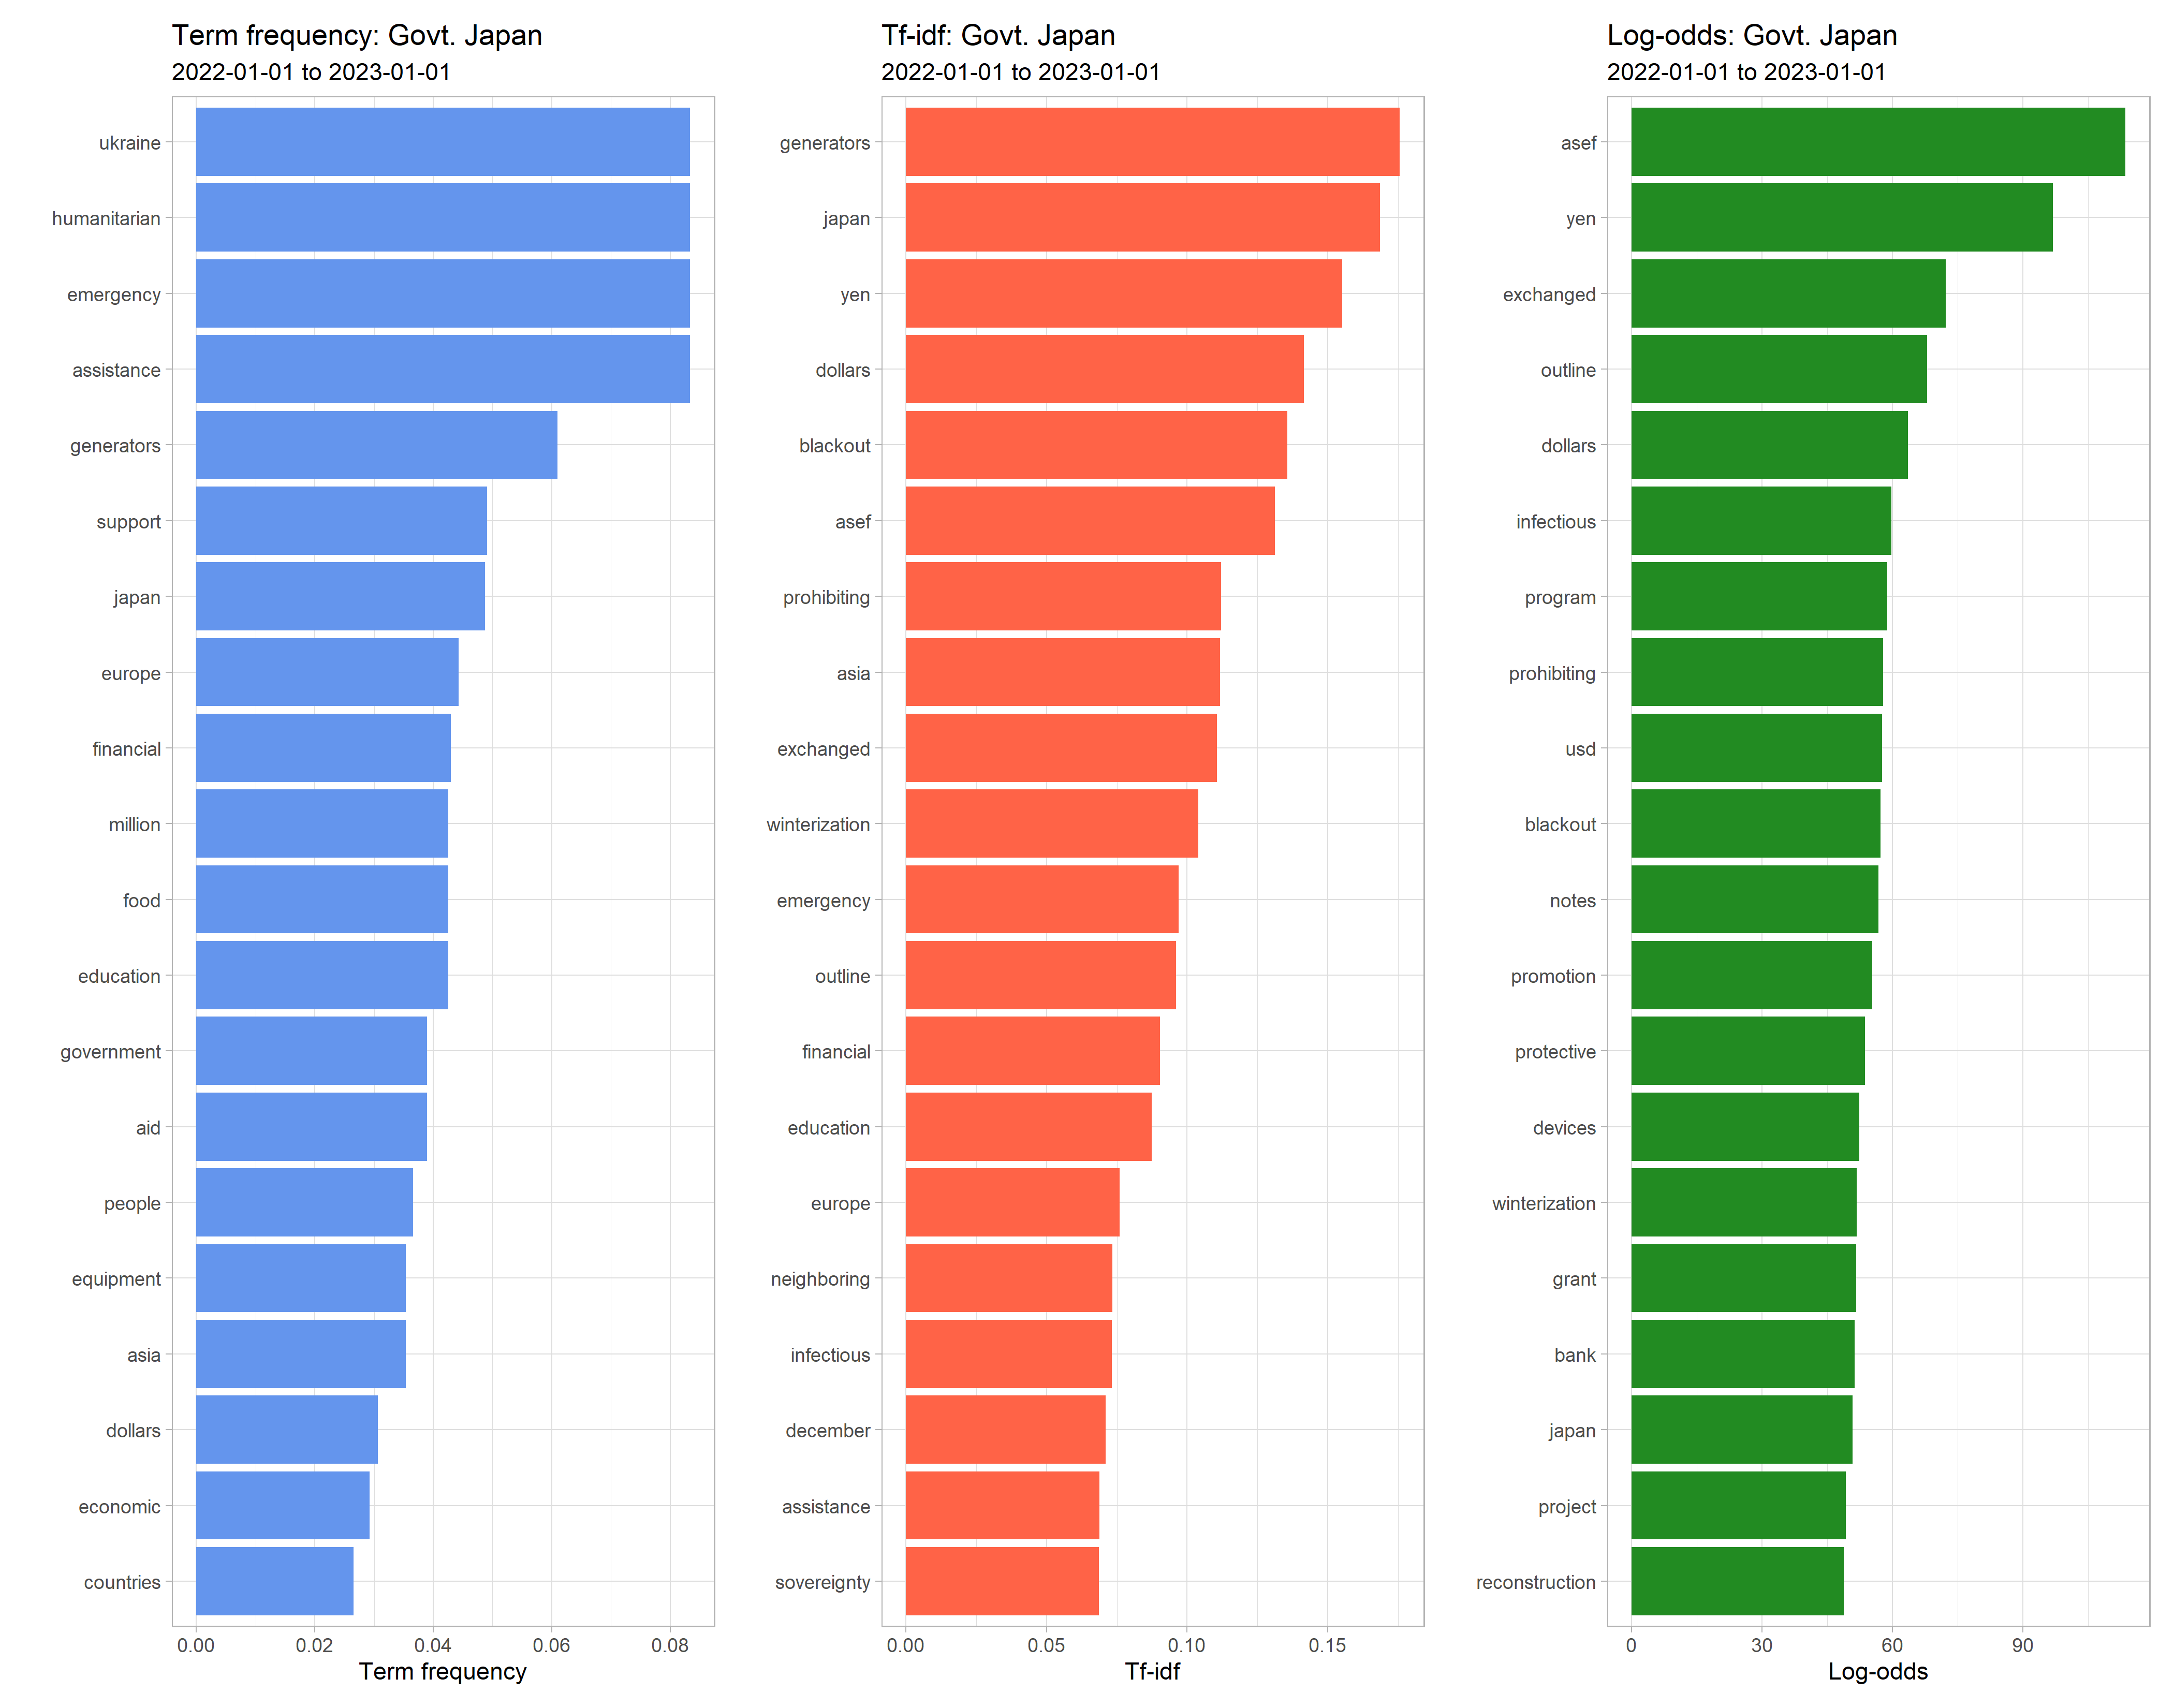 Term frequency: Govt. Japan
2022-01-01 to 2023-01-01
ukraine
humanitarian
emergency
assistance
generators
support
japan
europe
financial
million
food
education
government
aid
people
equipment
asia
dollars
economic
countries
0.00 0.02 0.04 0.06 0.08
Term frequency
Tf-idf: Govt. Japan
2022-01-01 to 2023-01-01
generators
japan
yen
dollars
blackout
asef
prohibiting
asia
exchanged
winterization
emergency
outline
financial
education
europe
neighboring
infectious
december
assistance
sovereignty
0.00 0.05 0.10 0.15
Tf-idf
Log-odds: Govt. Japan
2022-01-01 to 2023-01-01
asef
yen
exchanged
outline
dollars
infectious
program
prohibiting
usd
blackout
notes
promotion
protective
devices
winterization
grant
bank
japan
project
reconstruction
0 30 60 90
Log-odds